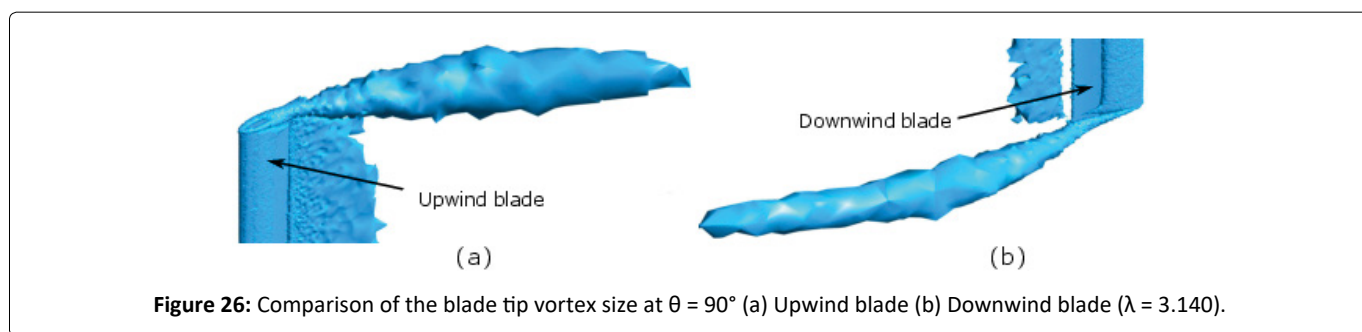 Downwind blade
Upwind blade
(a)
(b)
Figure 26: Comparison of the blade tip vortex size at θ = 90° (a) Upwind blade (b) Downwind blade (λ = 3.140).